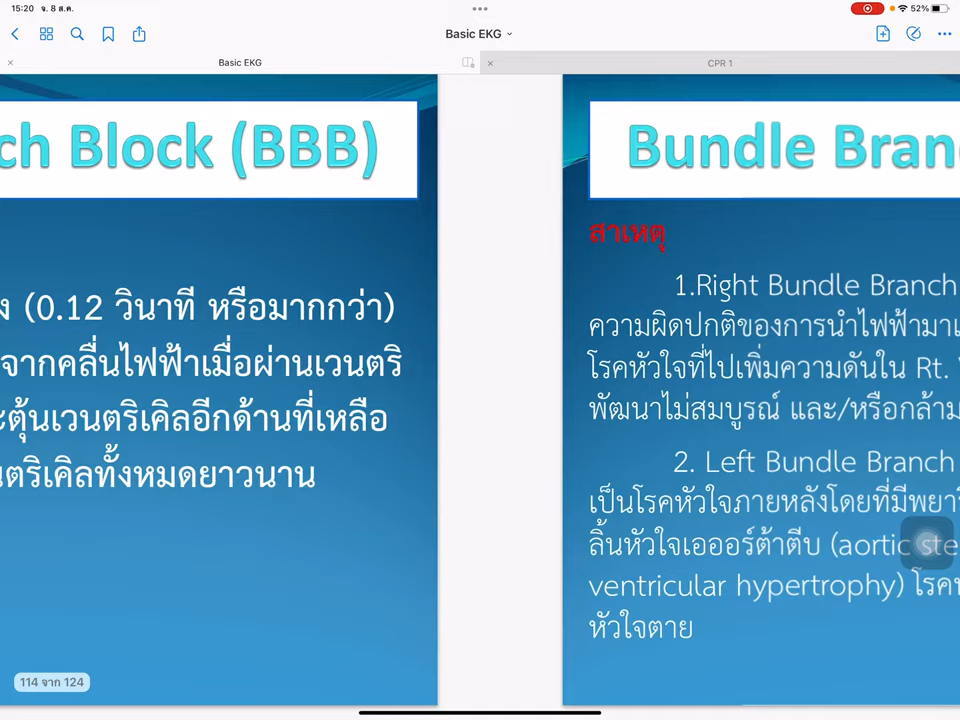 15:20 จ. 8 ส.ค.
52%
Basic EKG
Basic EKG
CPR 1
ch Block (BBB)
(0.12 วินาที หรือมากกว่า)
จากคลื่นไฟฟ้าเมื่อผ่านเวนตริ
ตุ้นเวนตริเคิลอีกด้านที่เหลือ
ตริเคิลทั้งหมดยาวนาน
114 จาก 124
Bundle Bran
สาเหตุ
1.Right Bundle Branch
ความผิดปกติของการนำไฟฟ้ามา
โรคหัวใจที่ไปเพิ่มความดันใน Rt.
พัฒนาไม่สมบูรณ์ และ/หรือกล้าม
2. Left Bundle Branch
เป็นโรคหัวใจภายหลังโดยที่มีพยา
ลิ้นหัวใจเอออร์ต้าตีบ (aortic ste
ventricular hypertrophy) โรค
หัวใจตาย